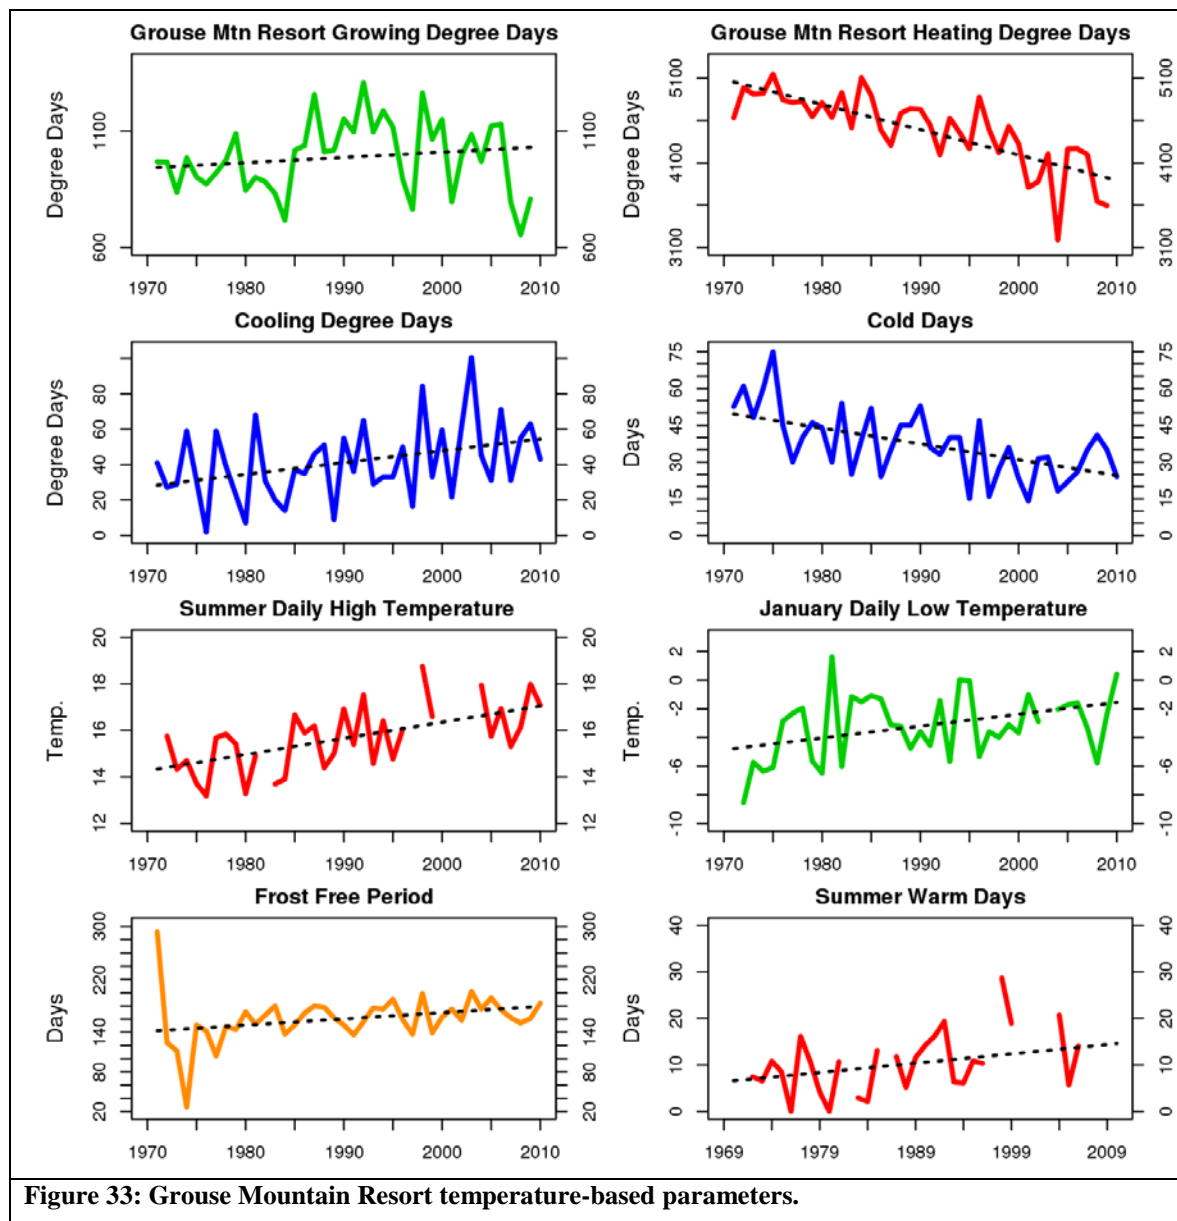 Grouse Mtn Resort Growing Degree Days
Degree Days
600 1100
600 1100
1970 1980 1990 2000 2010
Grouse Mtn Resort Heating Degree Days
Degree Days
3100 4100 5100
3100 4100 5100
1970 1980 1990 2000 2010
Cooling Degree Days
Degree Days
0 20 40 60 80
0 20 40 60 80
1970 1980 1990 2000 2010
Cold Days
Days
0 15 30 45 60 75
0 15 30 45 60 75
1970 1980 1990 2000 2010
Summer Daily High Temperature
Temp.
12 14 16 18 20
12 14 16 18 20
1970 1980 1990 2000 2010
January Daily Low Temperature
-10 -6 -2 0 2
-10 -6 -2 0 2
1970 1980 1990 2000 2010
Frost Free Period
Days
20 80 140 220 300
20 80 140 220 300
1970 1980 1990 2000 2010
Summer Warm Days
Days
0 10 20 30 40
0 10 20 30 40
1969 1979 1989 1999 2009
Figure 33: Grouse Mountain Resort temperature-based parameters.